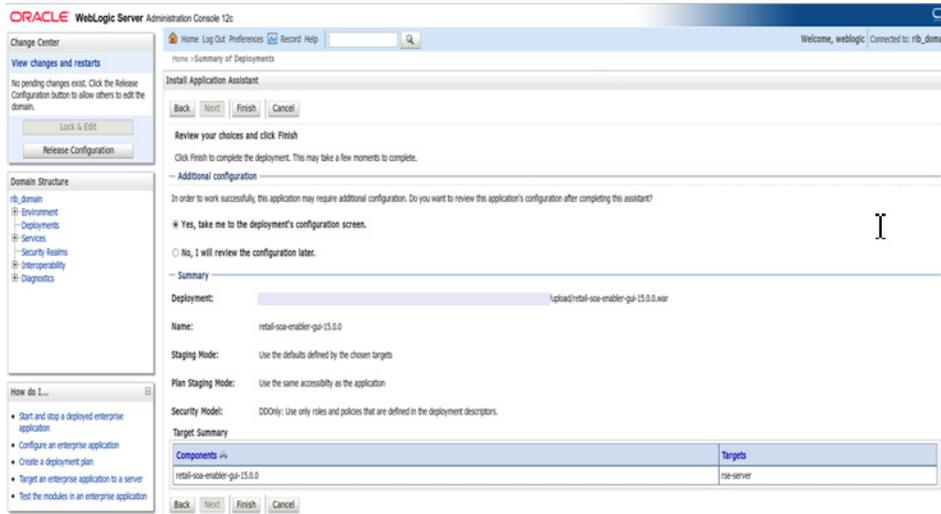 ORACLE WebLogic Server Administration Console 12c
Change Center
View changes and restarts
No pending changes exist. Click the Release
Configuration button to allow others to edit the
domain.
Lock & Edit
Release Configuration
Domain Structure
rib_domain
Environment
Deployments
Services
Security Realms
Interoperability
Diagnostics
How do I...
Start and stop a deployed enterprise
application
Configure an enterprise application
Create a deployment plan
Target an enterprise application to a server
Test the modules in an enterprise application
Home Log Out Preferences Record Help
Welcome, weblogic Connected to: rib_doma
Home >Summary of Deployments
Install Application Assistant
Back Next Finish Cancel
Review your choices and click Finish
Click Finish to complete the deployment. This may take a few moments to complete.
Additional configuration
In order to work successfully, this application may require additional configuration. Do you want to review this application's configuration after completing this assistant?
Yes, take me to the deployment's configuration screen.
No, I will review the configuration later.
Summary
Deployment: /upload/retail-soa-enabler-gui-15.0.0.war
Name: retail-soa-enabler-gui-15.0.0
Staging Mode: Use the defaults defined by the chosen targets
Plan Staging Mode: Use the same accessibilty as the application
Security Model: DDOnly: Use only roles and policies that are defined in the deployment descriptors.
Target Summary
Components Targets
retail-soa-enabler-gui-15.0.0 rse-server
Back Next Finish Cancel